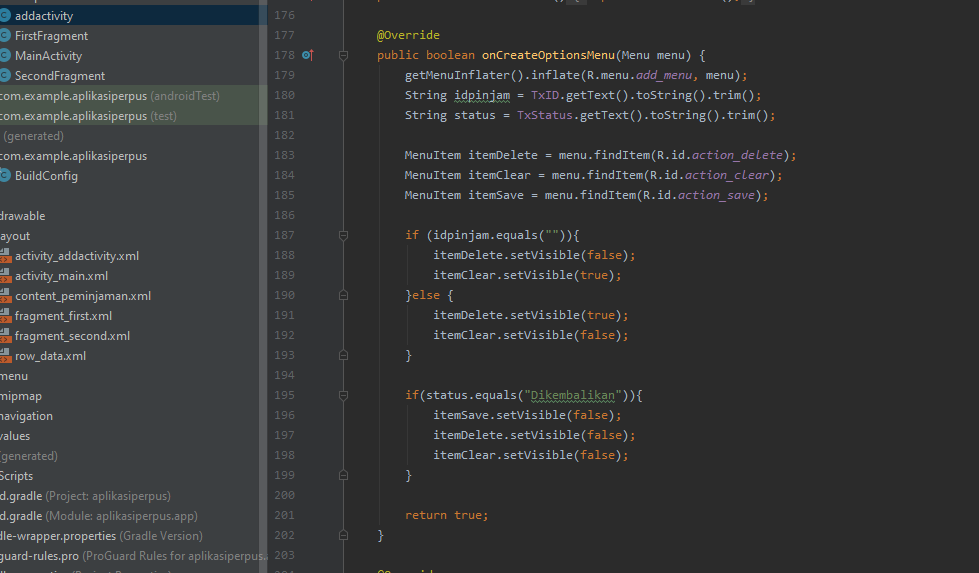 addactivity
FirstFragment
MainActivity
SecondFragment
com.example.aplikasiperpus (androidTest)
com.example.aplikasiperpus (test)
(generated)
com.example.aplikasiperpus
BuildConfig
drawable
ayout
activity_addactivity.xml
activity_main.xml
content_peminjaman.xml
fragment_first.xml
fragment_second.xml
row_data.xml
menu
mipmap
navigation
values
generated)
Scripts
d.gradle (Project: aplikasiperpus)
d.gradle (Module: aplikasiperpus.app)
dle-wrapper.properties (Gradle Version)
guard-rules.pro (ProGuard Rules for aplikasiperpus.
176
177 @Override
178 public boolean onCreateOptionsMenu(Menu menu) {
179 getMenuInflater().inflate(R.menu.add_menu, menu);
180 String idpinjam = TxID.getText().toString().trim();
181 String status = TxStatus.getText().toString().trim();
182
183 MenuItem itemDelete = menu.findItem(R.id.action_delete);
184 MenuItem itemClear = menu.findItem(R.id.action_clear);
185 MenuItem itemSave = menu.findItem(R.id.action_save);
186
187 if (idpinjam.equals("")){
188 itemDelete.setVisible(false);
189 itemClear.setVisible(true);
190 }else {
191 itemDelete.setVisible(true);
192 itemClear.setVisible(false);
193 }
194
195 if(status.equals("Dikembalikan")){
196 itemSave.setVisible(false);
197 itemDelete.setVisible(false);
198 itemClear.setVisible(false);
199 }
200
201 return true;
202 }
203